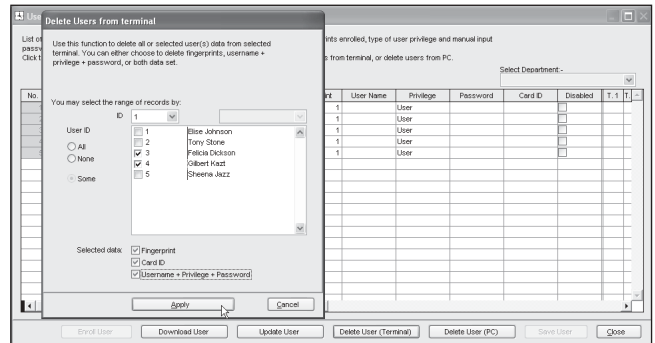 Use
Delete Users from terminal
List of
ints enrolled, type of user privilege and manual input
passw
Click t
s from terminal, or delete users from PC.
Use this function to delete all or selected user(s) data from selected
terminal. You can either choose to delete fingerprints, username +
privilege + password, or both data set.
Select Department:-
No.
int
User Name
Privilege
Password
Card ID
Disabled
T. 1
T.
1 User
1 User
1 User
1 User
1 User
You may select the range of records by:
ID 1
User ID
All
None
Some
1 Elise Johnson
2 Tony Stone
3 Felicia Dickson
4 Gilbert Kazt
5 Sheena Jazz
Selected data:
Fingerprint
Card ID
Username + Privilege + Password
Apply
Cancel
Enroll User
Download User
Update User
Delete User (Terminal)
Delete User (PC)
Save User
Close